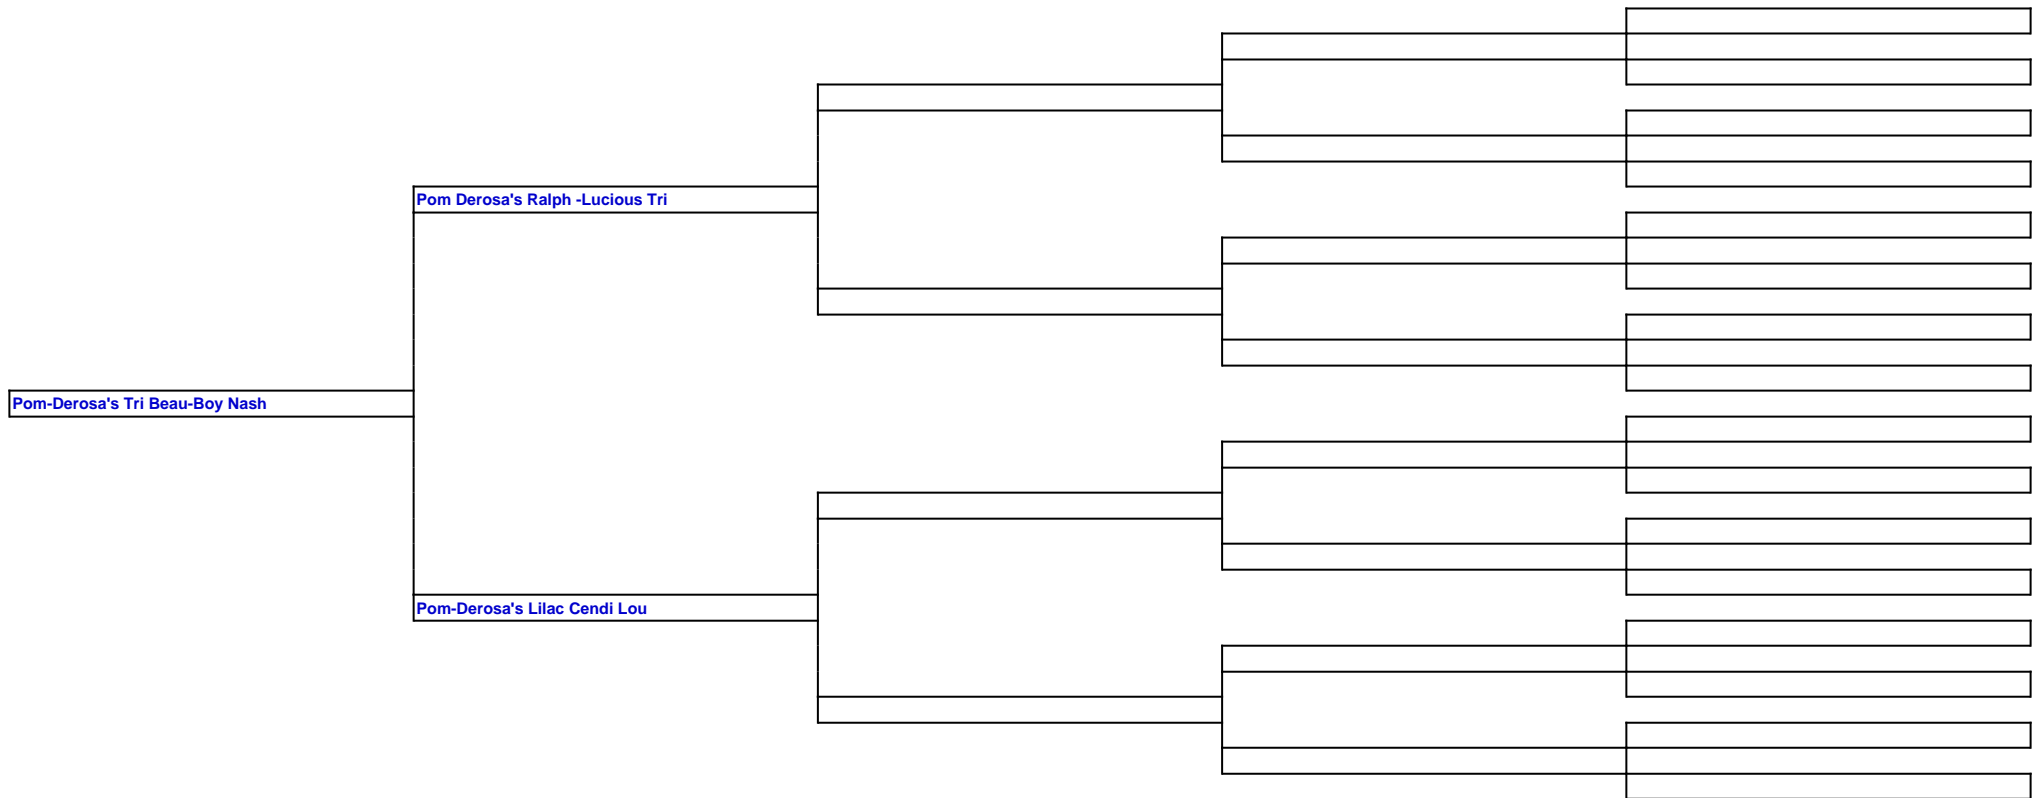 Pom Derosa's Ralph -Lucious Tri
Pom-Derosa's Tri Beau-Boy Nash
Pom-Derosa's Lilac Cendi Lou